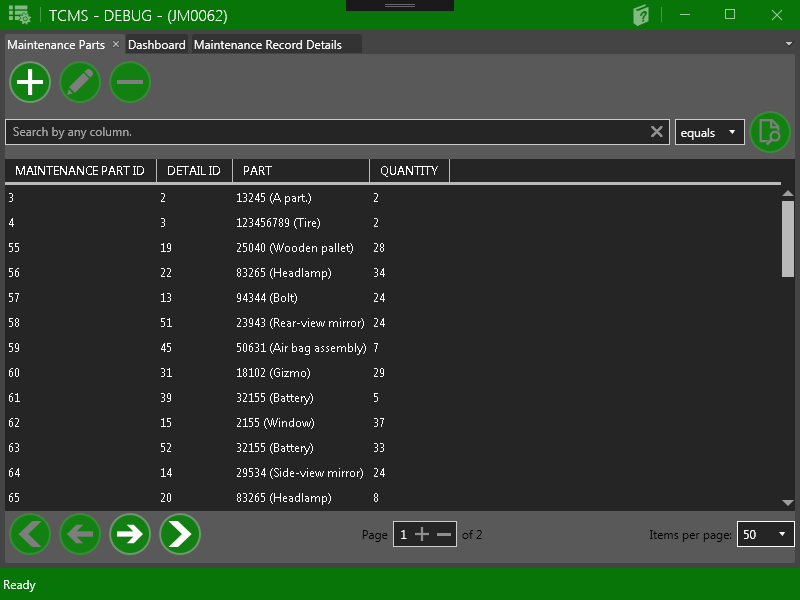 TCMS - DEBUG - (JM0062)
Maintenance Parts × Dashboard Maintenance Record Details
Search by any column. equals
MAINTENANCE PART ID DETAIL ID PART QUANTITY
3 2 13245 (A part.) 2
4 3 123456789 (Tire) 2
55 19 25040 (Wooden pallet) 28
56 22 83265 (Headlamp) 34
57 13 94344 (Bolt) 24
58 51 23943 (Rear-view mirror) 24
59 45 50631 (Air bag assembly) 7
60 31 18102 (Gizmo) 29
61 39 32155 (Battery) 5
62 15 2155 (Window) 37
63 52 32155 (Battery) 33
64 14 29534 (Side-view mirror) 24
65 20 83265 (Headlamp) 8
Page 1 of 2 Items per page: 50
Ready